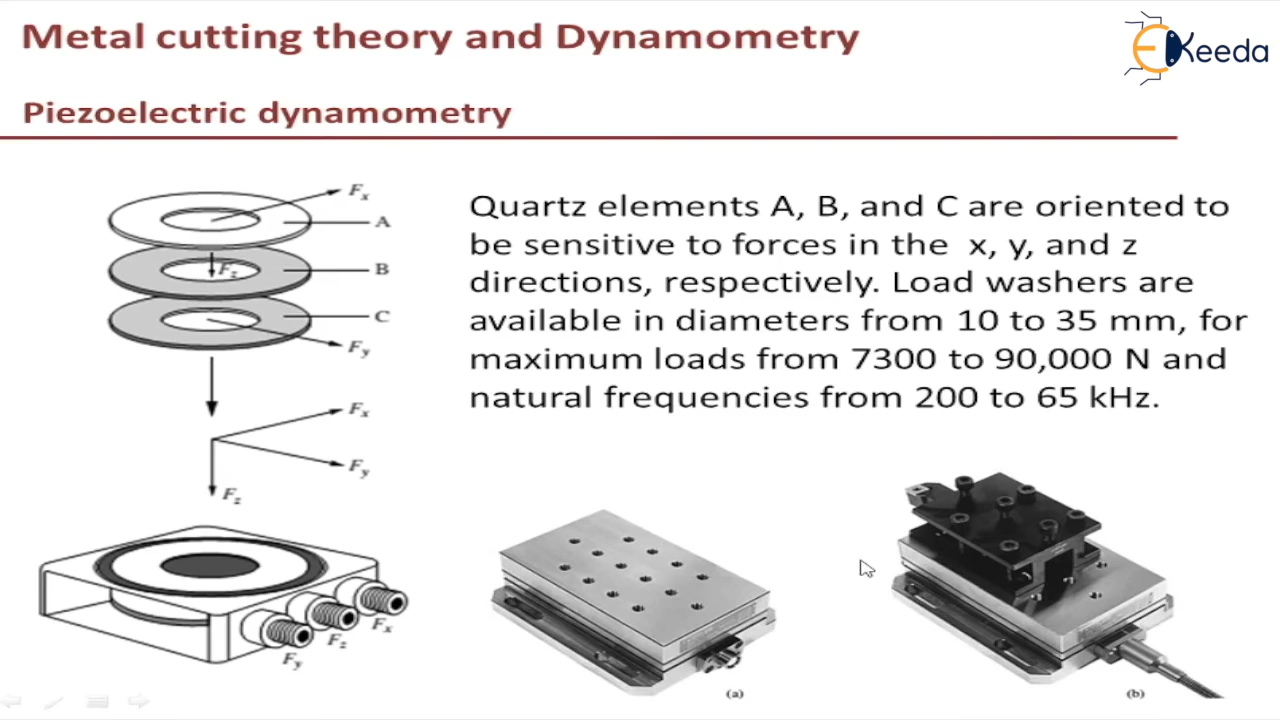 Metal cutting theory and Dynamometry
EKeeda
Piezoelectric dynamometry
Fx
A
B
Fz
C
Fy
Fx
Fy
Fz
Fx
Fz
Fy
Quartz elements A, B, and C are oriented to
be sensitive to forces in the x, y, and z
directions, respectively. Load washers are
available in diameters from 10 to 35 mm, for
maximum loads from 7300 to 90,000 N and
natural frequencies from 200 to 65 kHz.
(a)
(b)